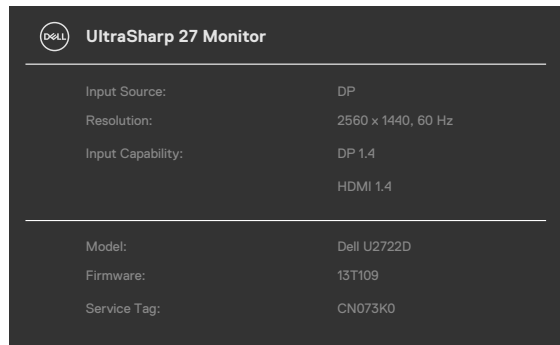 DELL UltraSharp 27 Monitor
Input Source: DP
Resolution: 2560 x 1440, 60 Hz
Input Capability: DP 1.4
HDMI 1.4
Model: Dell U2722D
Firmware: 13T109
Service Tag: CN073K0